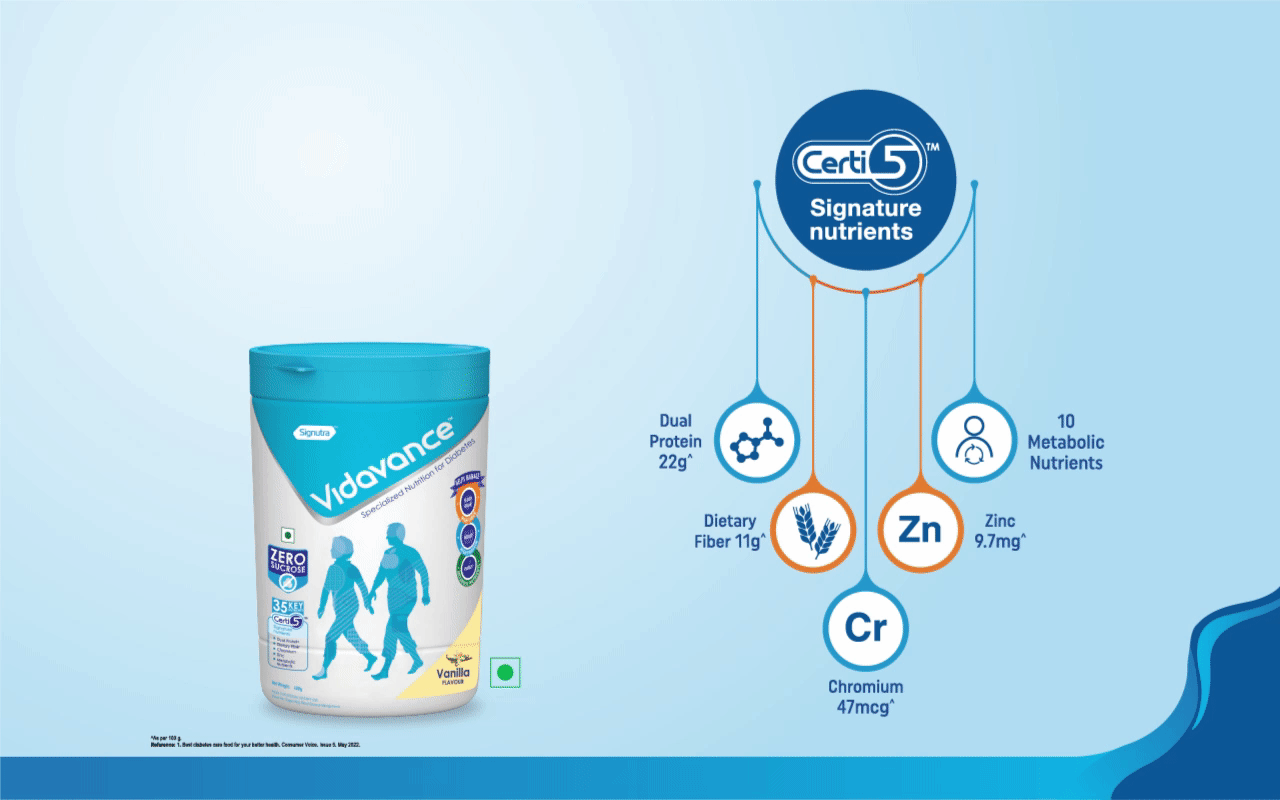 Signutra
Vidavance™
Specialized Nutrition for Diabetes
HELPS MANAGE
ZERO
SUCROSE
35 KEY
Certi5
Vanilla
FLAVOUR
Certi5™
Signature
nutrients
Dual
Protein
22g^
10
Metabolic
Nutrients
Dietary
Fiber 11g^
Zn
Zinc
9.7mg^
Cr
Chromium
47mcg^
^As per 100 g.
Reference: 1. Best diabetes care food for your better health. Consumer Voice. Issue 5. May 2022.